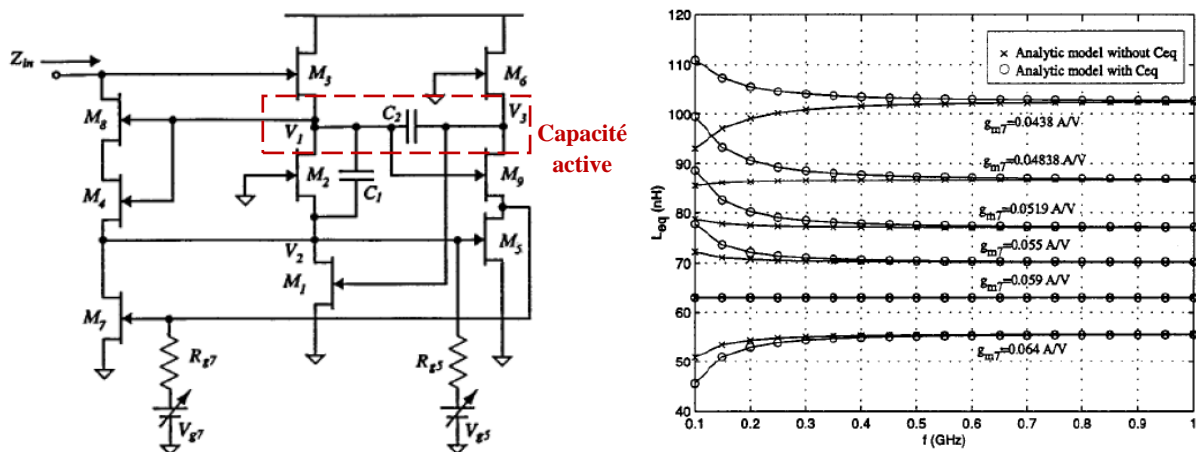 Z_in
M_3
M_6
M_8
V_1
C_2
V_3
Capacité
active
M_2
C_1
M_9
M_4
V_2
M_5
M_1
M_7
R_g7
R_g5
V_g7
V_g5
120
110
100
90
80
70
60
50
40
L_eq (nH)
× Analytic model without Ceq
○ Analytic model with Ceq
g_m7=0.0438 A/V
g_m7=0.04838 A/V
g_m7=0.0519 A/V
g_m7=0.055 A/V
g_m7=0.059 A/V
g_m7=0.064 A/V
0.1 0.2 0.3 0.4 0.5 0.6 0.7 0.8 0.9 1
f (GHz)